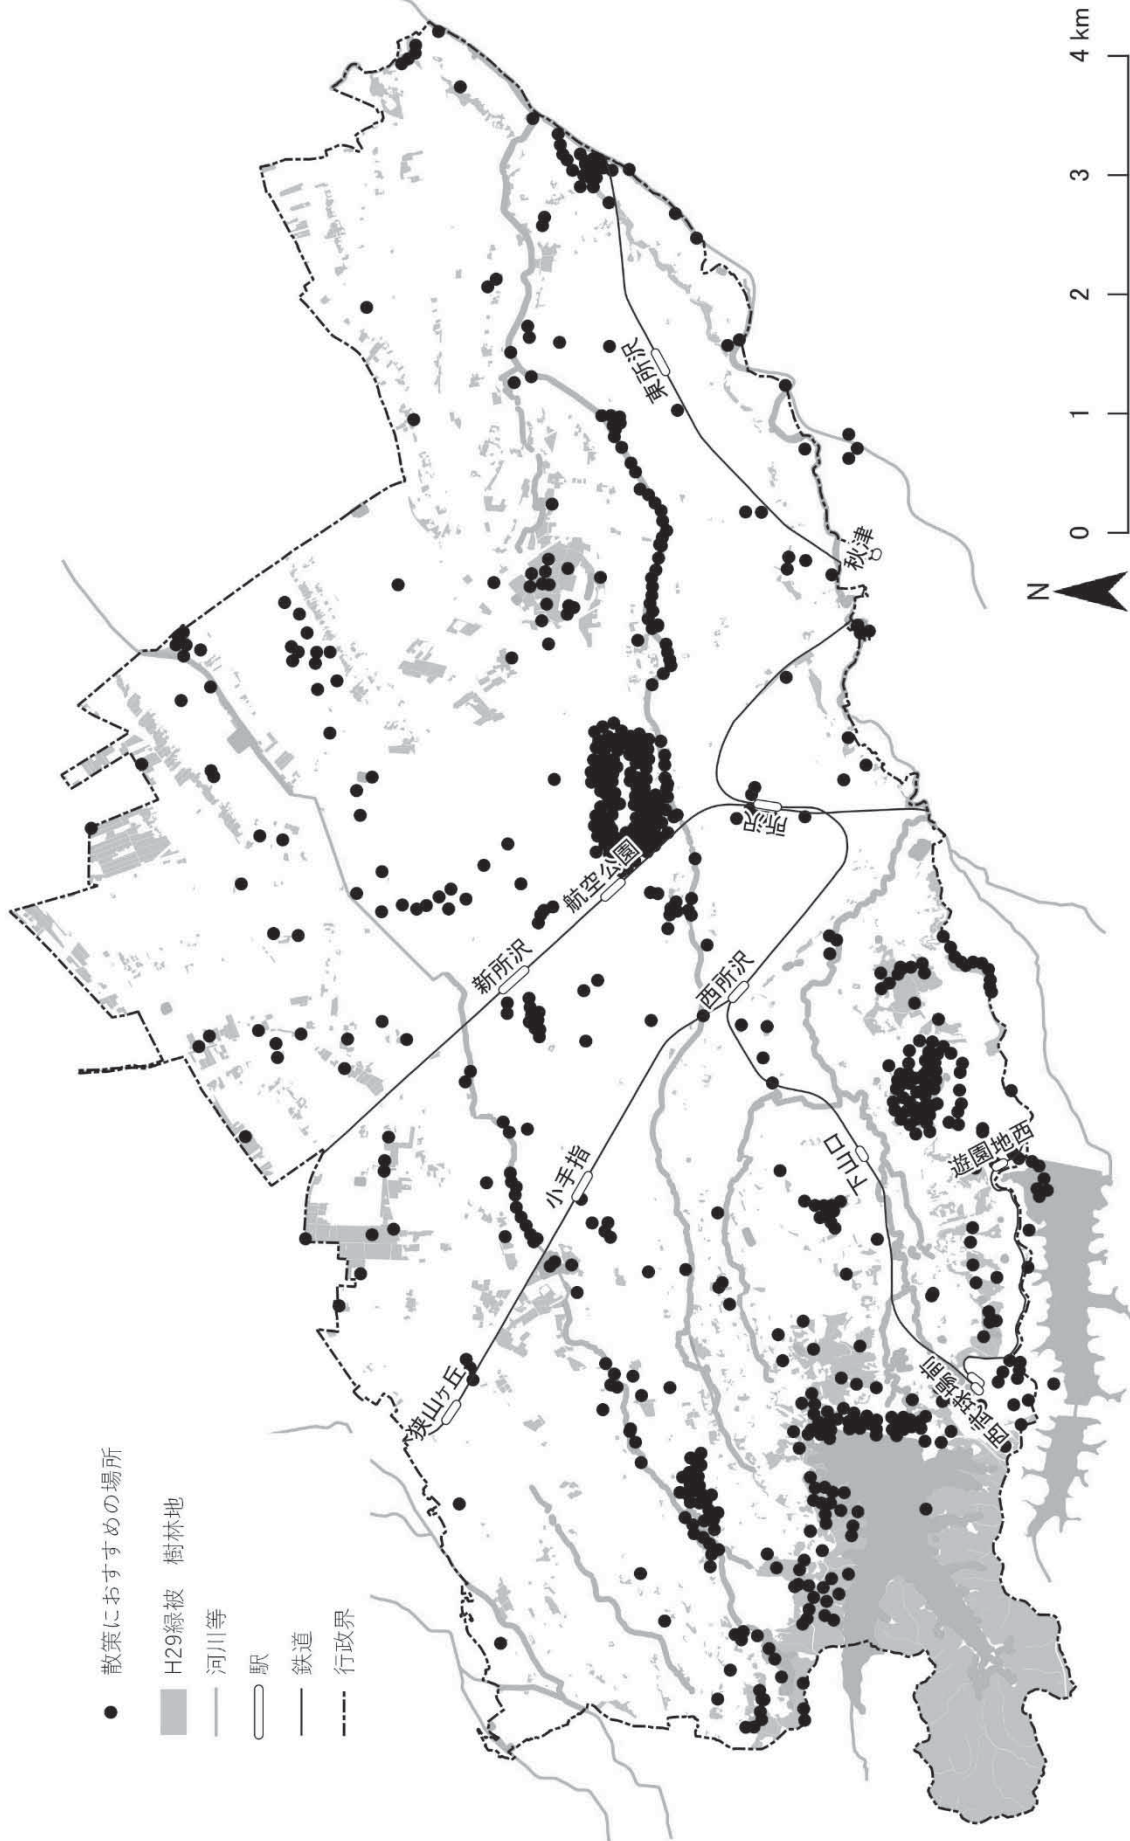 散策におすすめの場所
H29緑被　樹林地
河川等
駅
鉄道
行政界
狭山ヶ丘
小手指
新所沢
航空公園
西所沢
所沢
東所沢
秋津
下山口
遊園地西
西武球場前
N
0 1 2 3 4 km